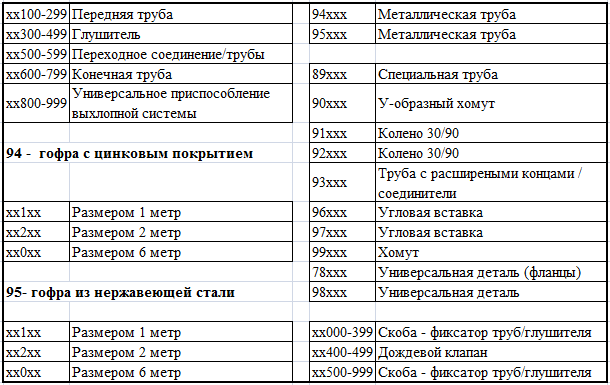 xx100-299 Передняя труба 94xxx Металлическая труба
xx300-499 Глушитель 95xxx Металлическая труба
xx500-599 Переходное соединение/трубы
xx600-799 Конечная труба 89xxx Специальная труба
xx800-999 Универсальное приспособление
выхлопной системы 90xxx У-образный хомут
91xxx Колено 30/90
94 - гофра с цинковым покрытием 92xxx Колено 30/90
93xxx Труба с расширеными концами /
соединители
xx1xx Размером 1 метр 96xxx Угловая вставка
xx2xx Размером 2 метр 97xxx Угловая вставка
xx0xx Размером 6 метр 99xxx Хомут
78xxx Универсальная деталь (фланцы)
95- гофра из нержавеющей стали 98xxx Универсальная деталь
xx1xx Размером 1 метр xx000-399 Скоба - фиксатор труб/глушителя
xx2xx Размером 2 метр xx400-499 Дождевой клапан
xx0xx Размером 6 метр xx500-999 Скоба - фиксатор труб/глушителя